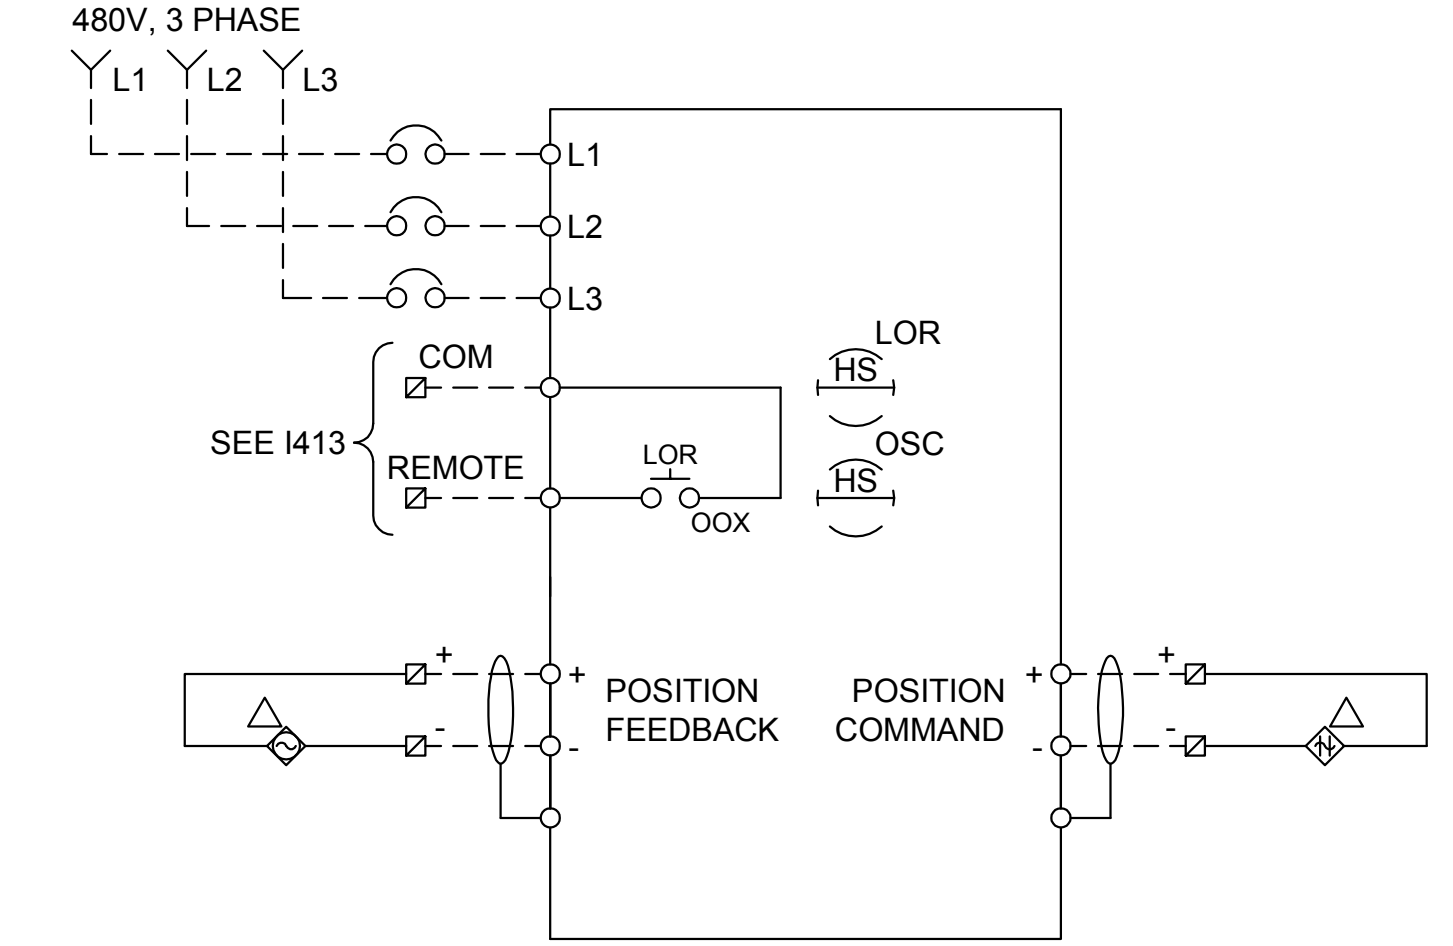 480V, 3 PHASE
L1 L2 L3
L1
L2
L3
LOR
COM
HS
SEE I413
OSC
REMOTE
LOR
HS
OOX
+ + + +
POSITION FEEDBACK
POSITION COMMAND
- - - -